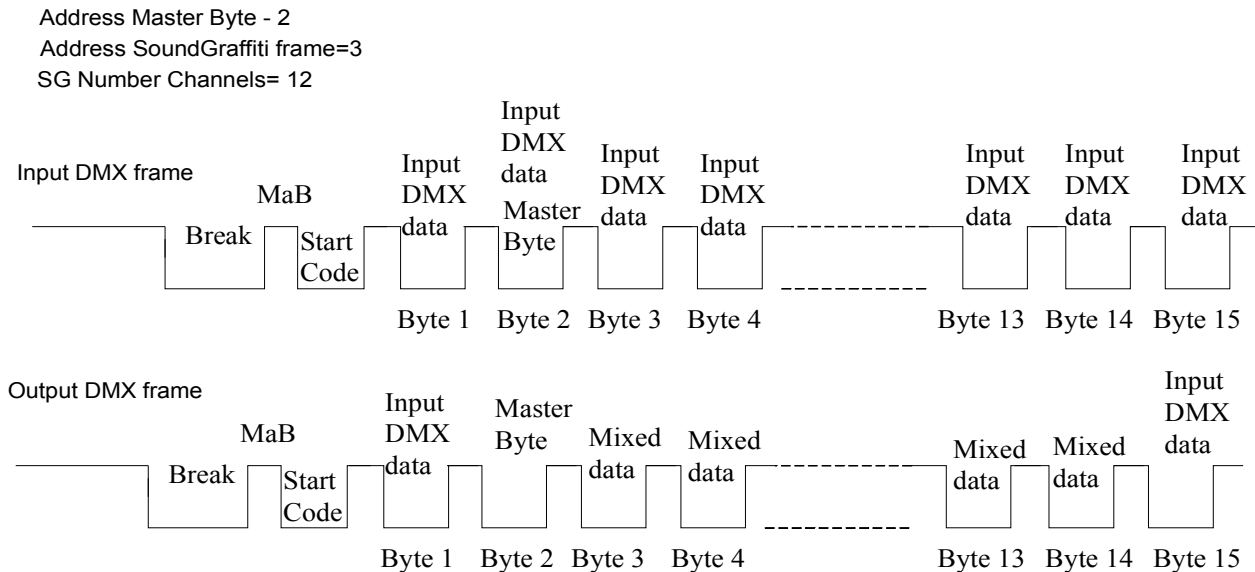 Address Master Byte - 2
Address SoundGraffiti frame=3
SG Number Channels= 12
Input DMX frame
MaB
Break
Start
Code
Input
DMX
data
Input
DMX
data
Master
Byte
Input
DMX
data
Input
DMX
data
Input
DMX
data
Input
DMX
data
Input
DMX
data
Byte 1 Byte 2 Byte 3 Byte 4 Byte 13 Byte 14 Byte 15
Output DMX frame
MaB
Break
Start
Code
Input
DMX
data
Master
Byte
Mixed
data
Mixed
data
Mixed
data
Mixed
data
Input
DMX
data
Byte 1 Byte 2 Byte 3 Byte 4 Byte 13 Byte 14 Byte 15